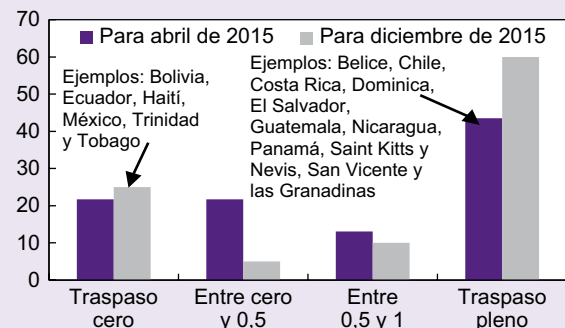 70
60
50
40
30
20
10
0
Para abril de 2015 Para diciembre de 2015
Ejemplos: Bolivia,
Ecuador, Haití,
México, Trinidad
y Tobago
Ejemplos: Belice, Chile,
Costa Rica, Dominica,
El Salvador,
Guatemala, Nicaragua,
Panamá, Saint Kitts y
Nevis, San Vicente y
las Granadinas
Traspaso
cero
Entre cero
y 0,5
Entre
0,5 y 1
Traspaso
pleno